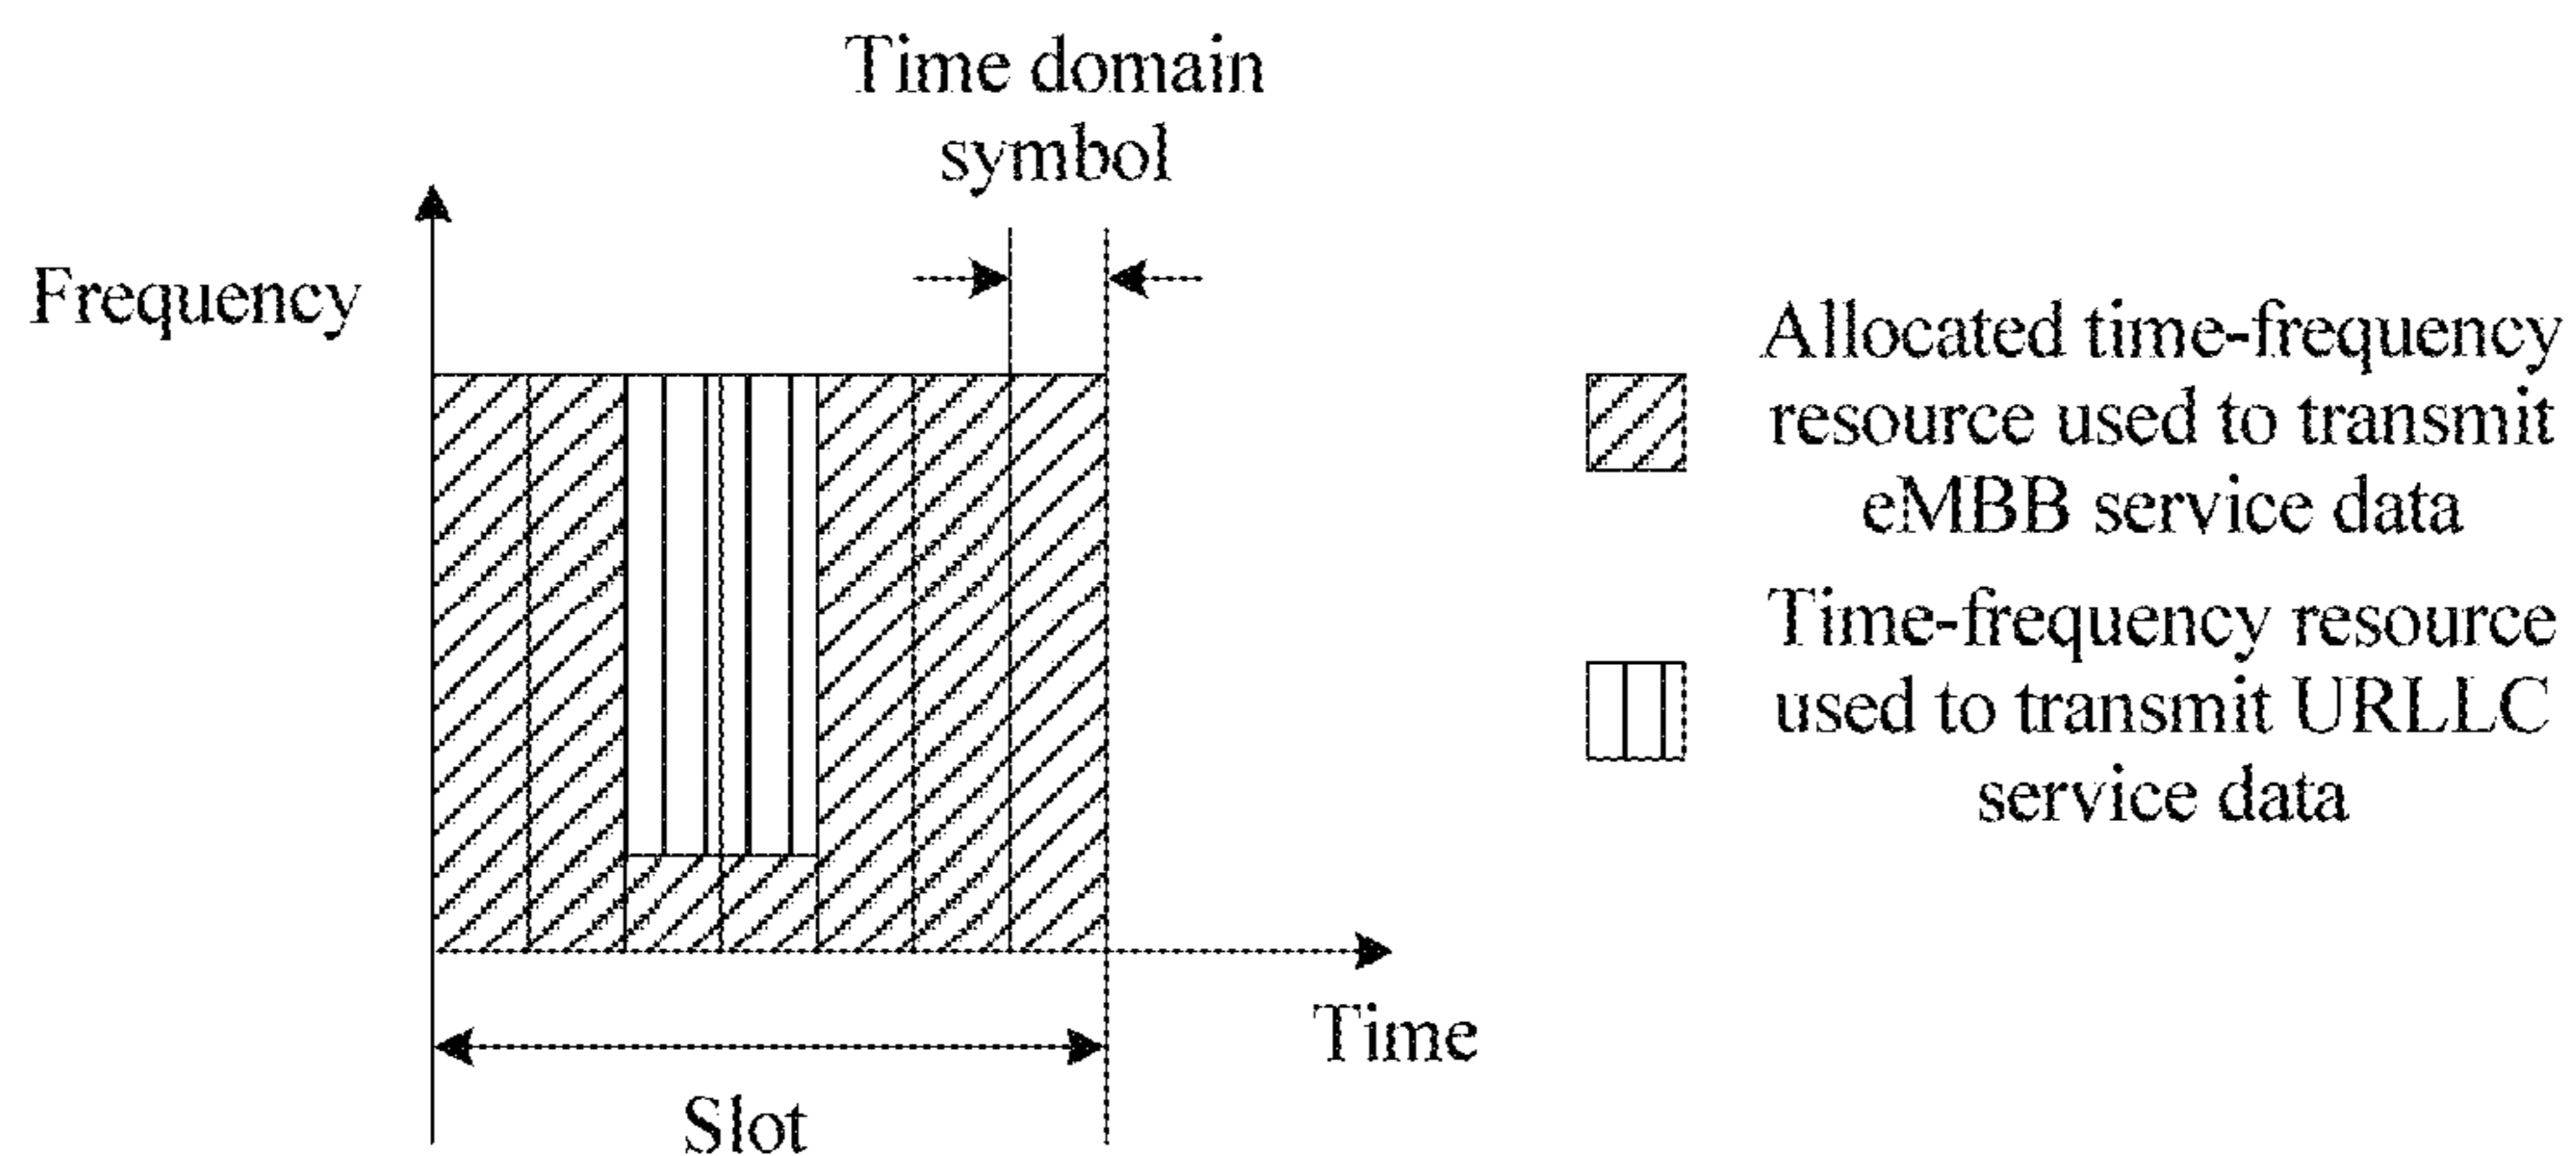 Time domain
symbol
Frequency
Allocated time-frequency
resource used to transmit
eMBB service data
Time-frequency resource
used to transmit URLLC
service data
Time
Slot